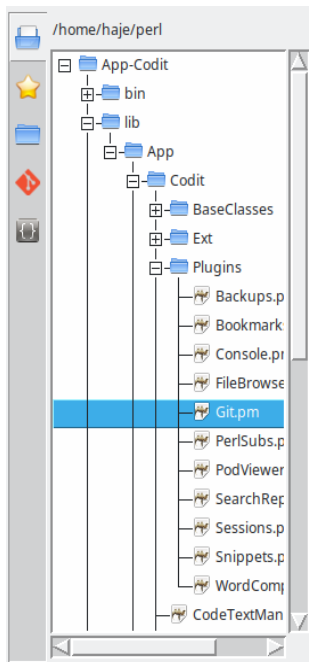 /home/haje/perl
App-Codit
bin
lib
App
Codit
BaseClasses
Ext
Plugins
Backups.p
Bookmark
Console.p
FileBrowse
Git.pm
PerlSubs.p
PodViewer
SearchRep
Sessions.p
Snippets.p
WordComp
CodeTextMan